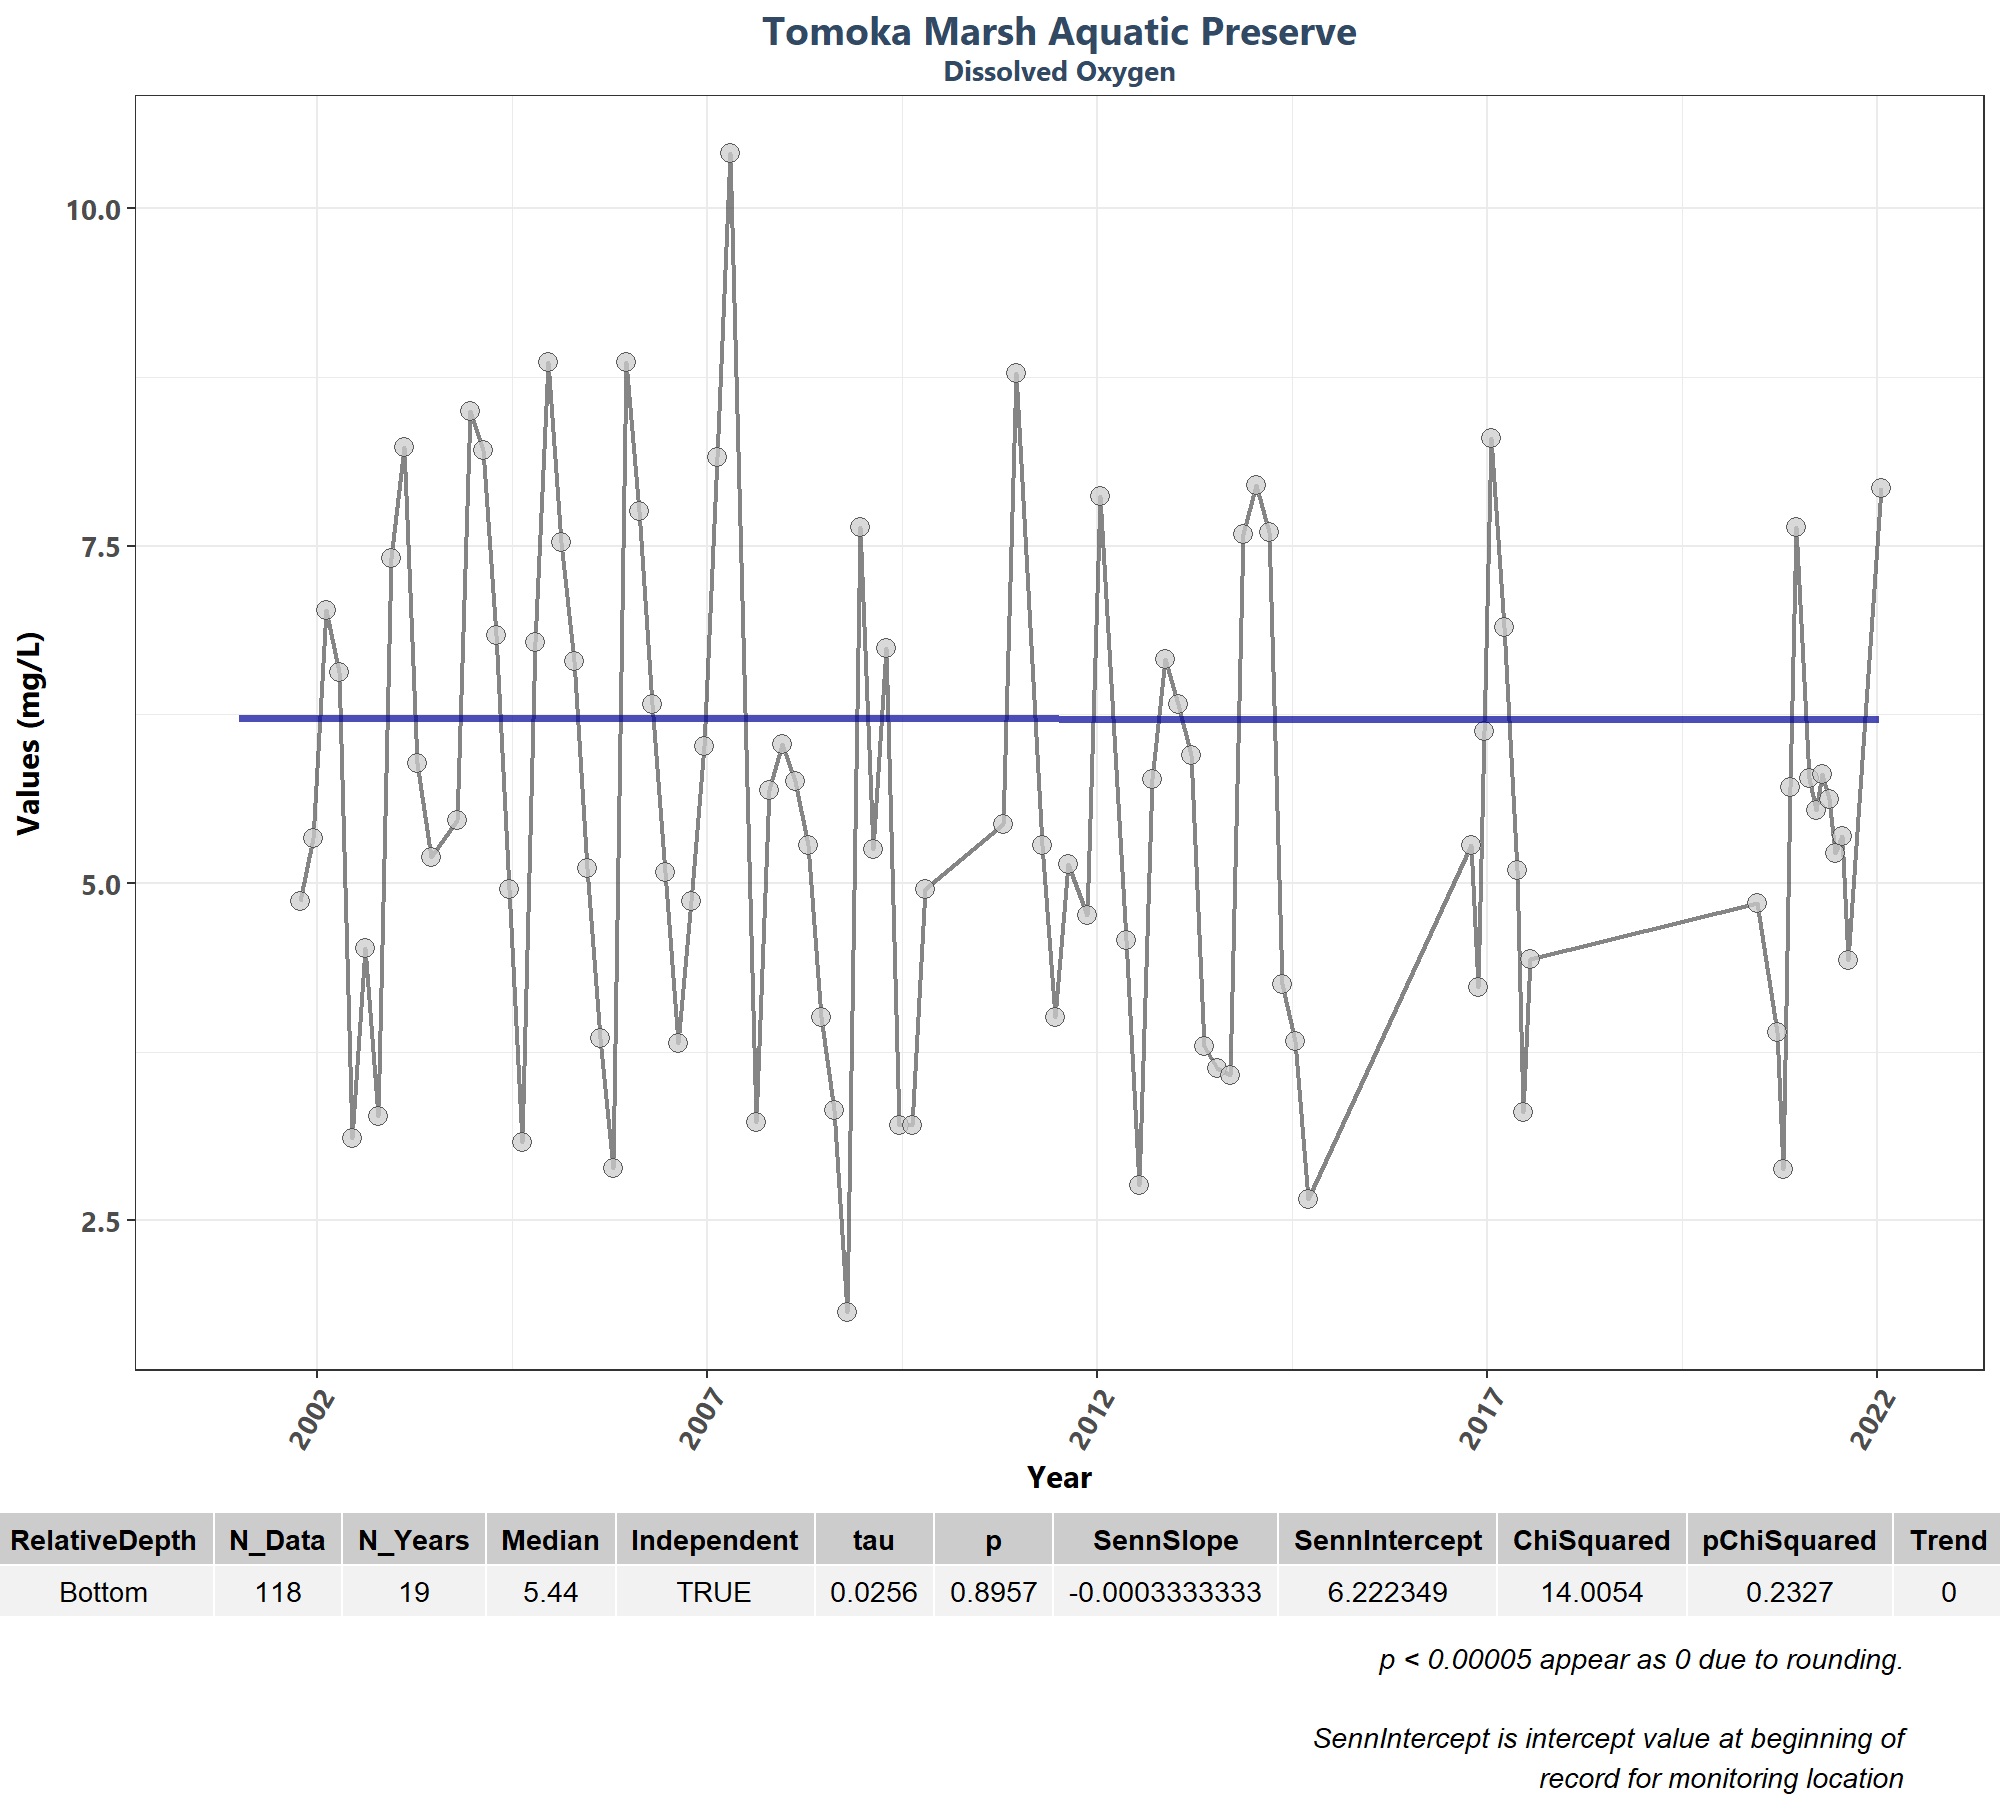 Tomoka Marsh Aquatic Preserve
Dissolved Oxygen
10.0
7.5
5.0
2.5
Values (mg/L)
2002 2007 2012 2017 2022
Year
RelativeDepth N_Data N_Years Median Independent tau p SennSlope SennIntercept ChiSquared pChiSquared Trend
Bottom 118 19 5.44 TRUE 0.0256 0.8957 -0.0003333333 6.222349 14.0054 0.2327 0
p < 0.00005 appear as 0 due to rounding.
SennIntercept is intercept value at beginning of
record for monitoring location